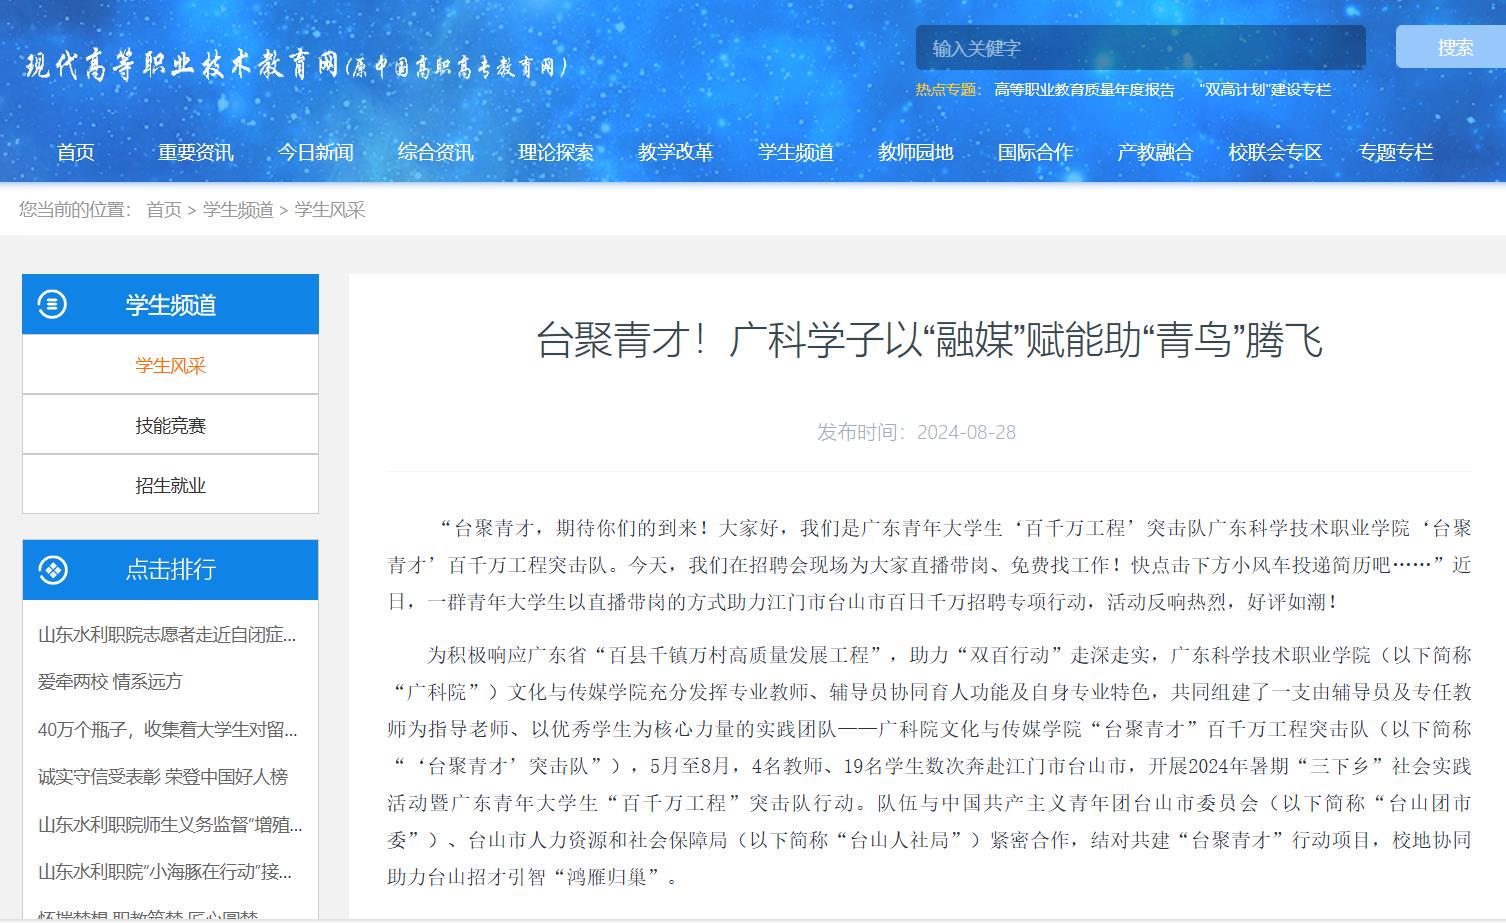 现代高等职业技术教育网(原中国高职高专教育网)
输入关健字
搜索
热点专题： 高等职业教育质量年度报告 "双高计划"建设专栏
首页 重要资讯 今日新闻 综合资讯 理论探索 教学改革 学生频道 教师园地 国际合作 产教融合 校联会专区 专题专栏
您当前的位置： 首页 > 学生频道 > 学生风采
学生频道
学生风采
技能竞赛
招生就业
点击排行
山东水利职院志愿者走近自闭症...
爱牵两校 情系远方
40万个瓶子，收集着大学生对留...
诚实守信受表彰 荣登中国好人榜
山东水利职院师生义务监督“增殖...
山东水利职院“小海豚在行动”接...
怀揣梦想 职教筑梦 匠心圆梦
台聚青才！广科学子以“融媒”赋能助“青鸟”腾飞
发布时间：2024-08-28
“台聚青才，期待你们的到来！大家好，我们是广东青年大学生‘百千万工程’突击队广东科学技术职业学院‘台聚
青才’百千万工程突击队。今天，我们在招聘会现场为大家直播带岗、免费找工作！快点击下方小风车投递简历吧……”近
日，一群青年大学生以直播带岗的方式助力江门市台山市百日千万招聘专项行动，活动反响热烈，好评如潮！
为积极响应广东省“百县千镇万村高质量发展工程”，助力“双百行动”走深走实，广东科学技术职业学院（以下简称
“广科院”）文化与传媒学院充分发挥专业教师、辅导员协同育人功能及自身专业特色，共同组建了一支由辅导员及专任教
师为指导老师、以优秀学生为核心力量的实践团队——广科院文化与传媒学院“台聚青才”百千万工程突击队（以下简称
“‘台聚青才’突击队”），5月至8月，4名教师、19名学生数次奔赴江门市台山市，开展2024年暑期“三下乡”社会实践
活动暨广东青年大学生“百千万工程”突击队行动。队伍与中国共产主义青年团台山市委员会（以下简称“台山团市
委”）、台山市人力资源和社会保障局（以下简称“台山人社局”）紧密合作，结对共建“台聚青才”行动项目，校地协同
助力台山招才引智“鸿雁归巢”。